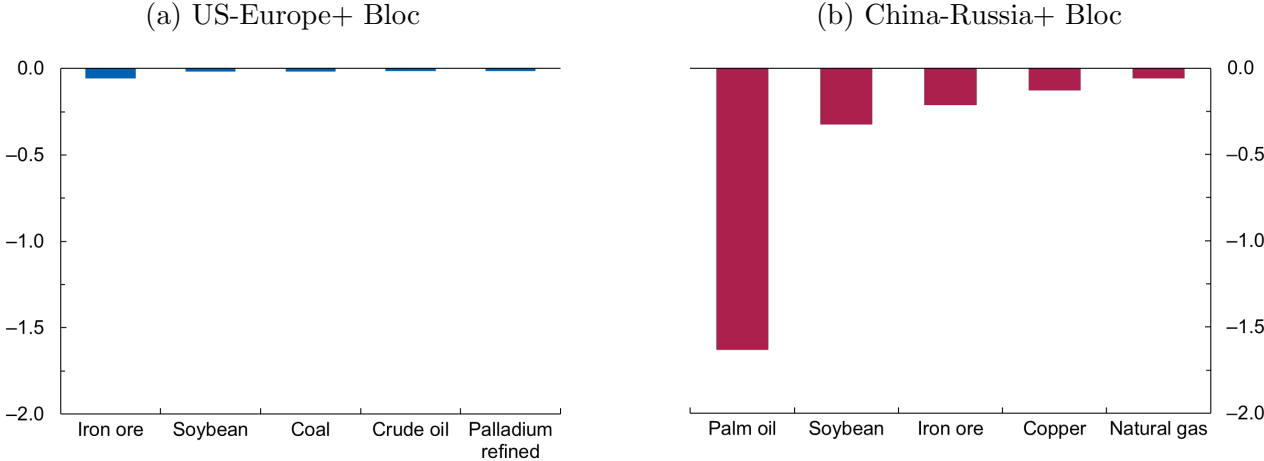 (a) US-Europe+ Bloc
(b) China-Russia+ Bloc
0.0
–0.5
–1.0
–1.5
–2.0
Iron ore
Soybean
Coal
Crude oil
Palladium
refined
0.0
–0.5
–1.0
–1.5
–2.0
Palm oil
Soybean
Iron ore
Copper
Natural gas